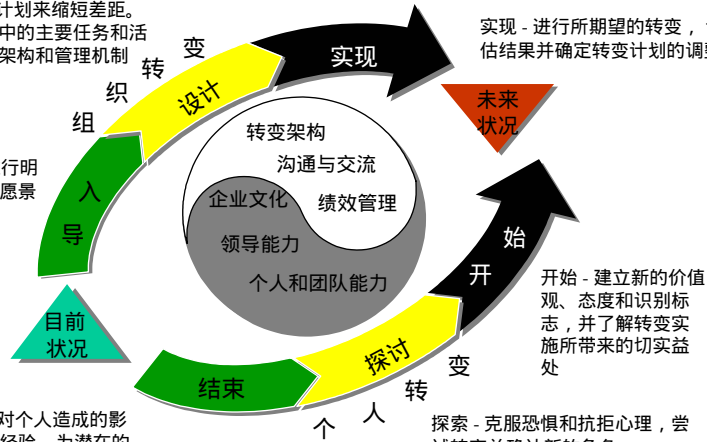 计划来缩短差距。
中的主要任务和活
架构和管理机制
组织转变
设计
实现
实现 - 进行所期望的转变，
估结果并确定转变计划的调整
未来
状况
行明
愿景
导入
转变架构
沟通与交流
绩效管理
企业文化
领导能力
个人和团队能力
目前
状况
结束
探讨
开始
个人转变
开始 - 建立新的价值
观、态度和识别标
志，并了解转变实
施所带来的切实益
处
对个人造成的影
经验，为潜在的
探索 - 克服恐惧和抗拒心理，尝